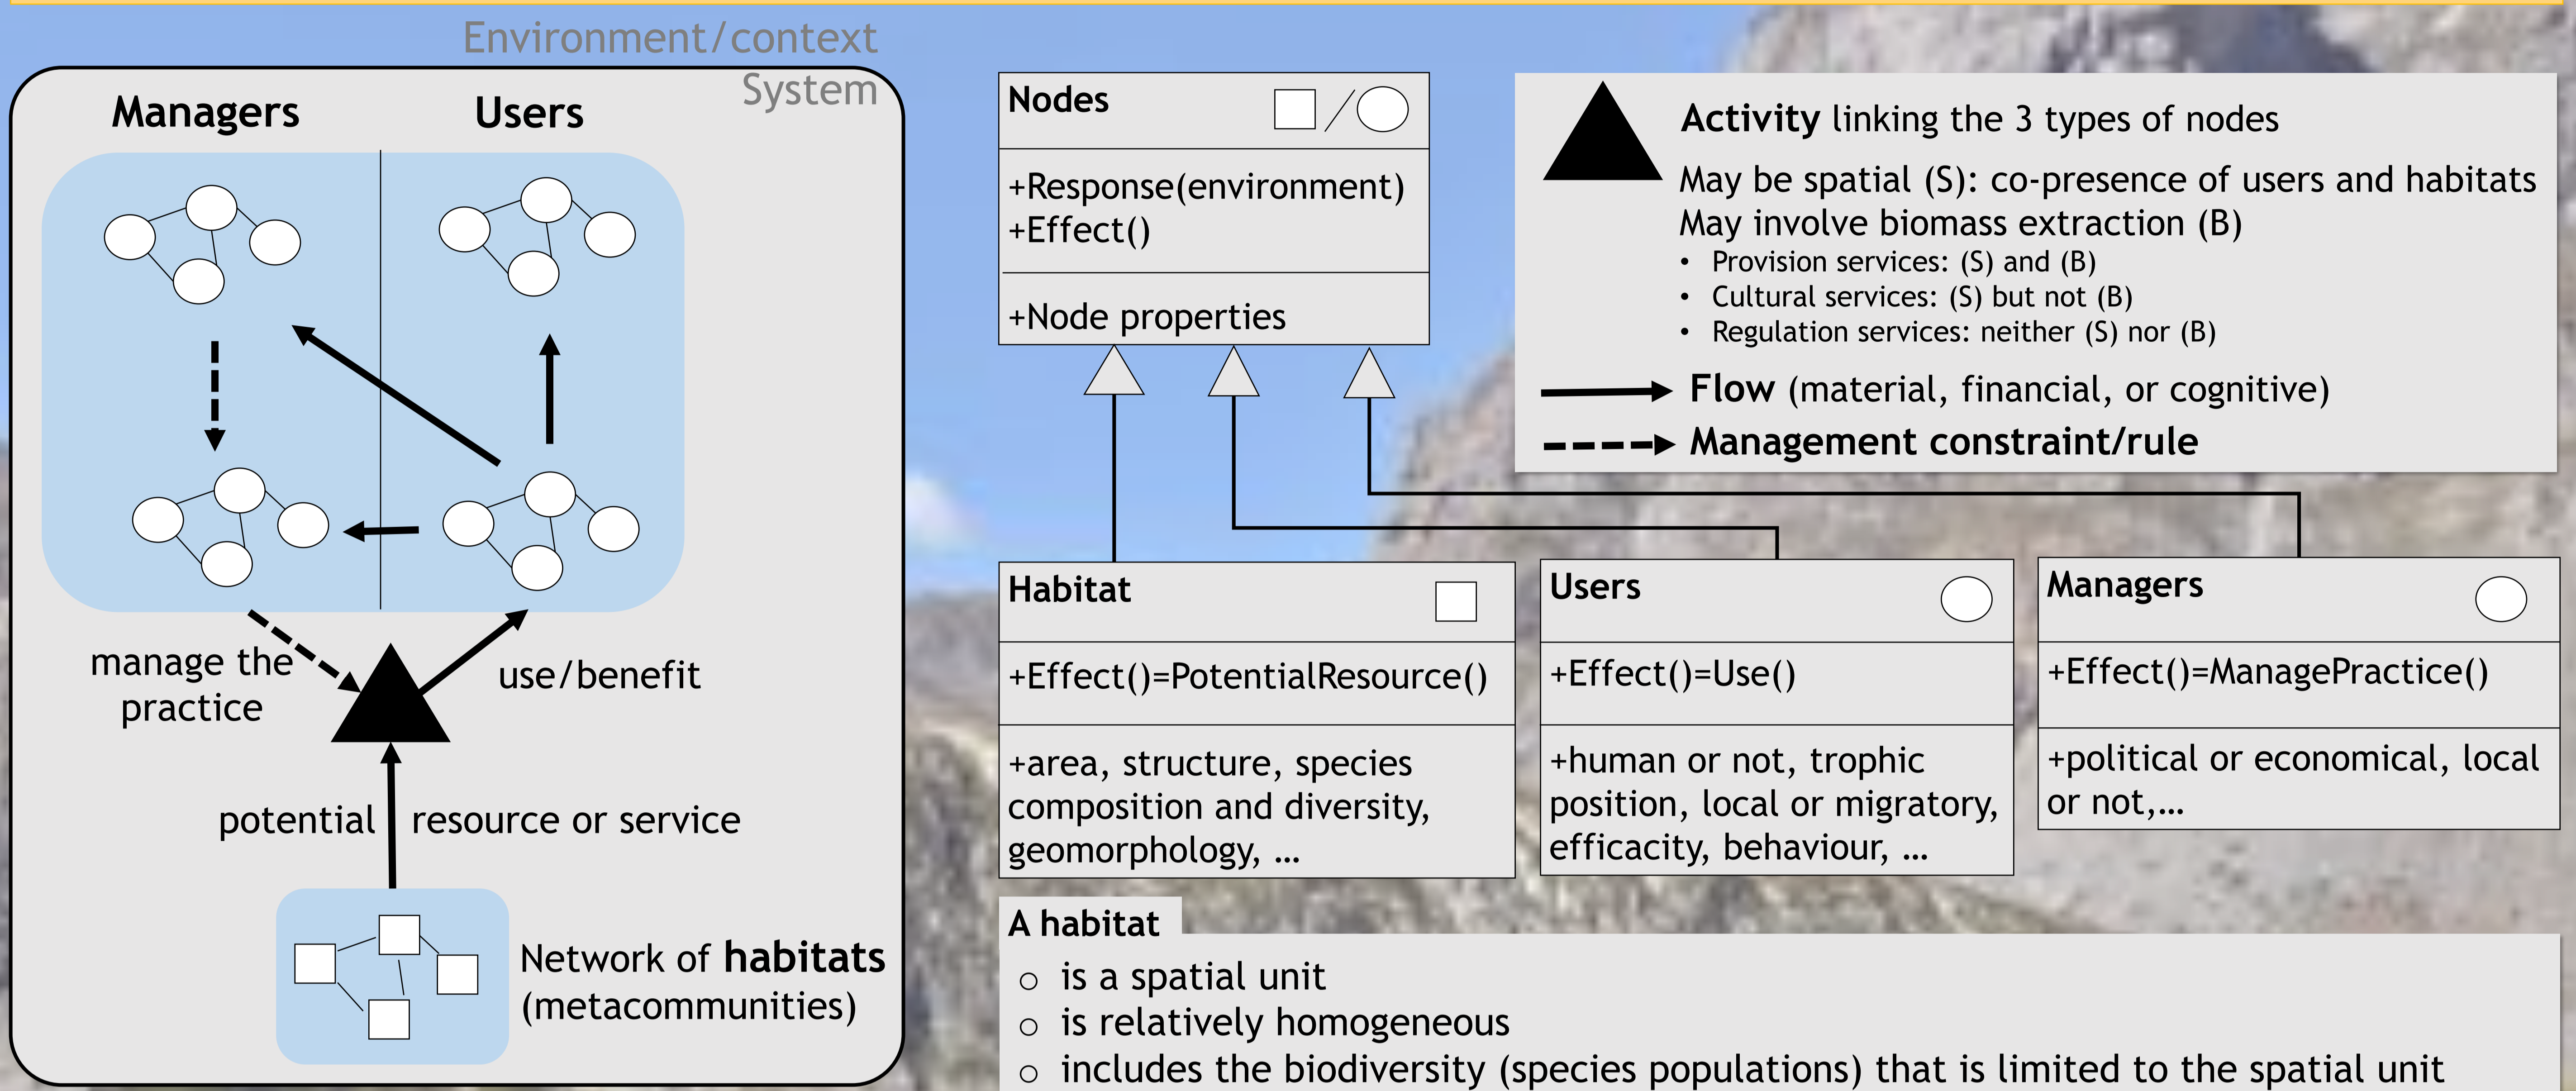 Environment/context
System
Managers
Users
manage the
practice
use/benefit
potential
resource or service
Network of habitats
(metacommunities)
Nodes
+Response(environment)
+Effect()
+Node properties
Activity linking the 3 types of nodes
May be spatial (S): co-presence of users and habitats
May involve biomass extraction (B)
• Provision services: (S) and (B)
• Cultural services: (S) but not (B)
• Regulation services: neither (S) nor (B)
Flow (material, financial, or cognitive)
Management constraint/rule
Habitat
+Effect()=PotentialResource()
+area, structure, species
composition and diversity,
geomorphology, …
Users
+Effect()=Use()
+human or not, trophic
position, local or migratory,
efficacity, behaviour, …
Managers
+Effect()=ManagePractice()
+political or economical, local
or not,…
A habitat
○ is a spatial unit
○ is relatively homogeneous
○ includes the biodiversity (species populations) that is limited to the spatial unit